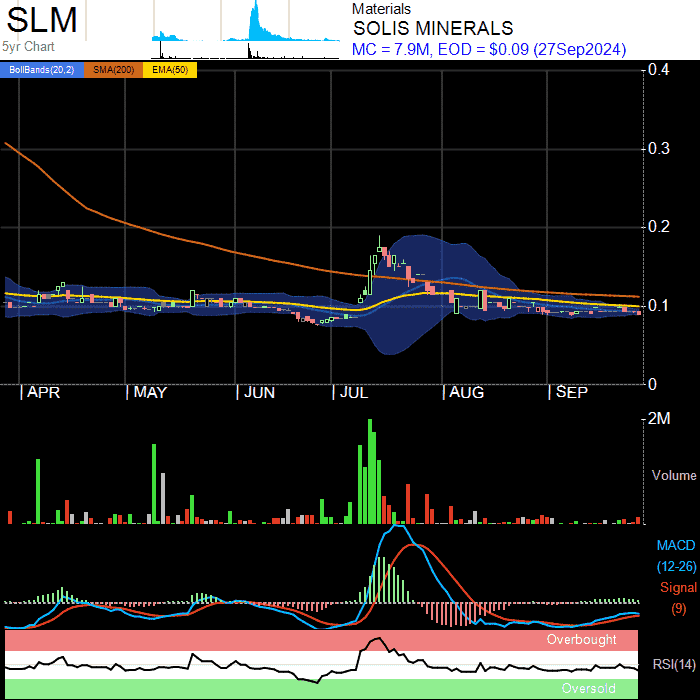 SLM
5yr Chart
Materials
SOLIS MINERALS
MC = 7.9M, EOD = $0.09 (27Sep2024)
BollBands(20,2) SMA(200) EMA(50)
0.4
0.3
0.2
0.1
0
APR MAY JUN JUL AUG SEP
2M
Volume
MACD
(12-26)
Signal
(9)
Overbought
RSI(14)
Oversold